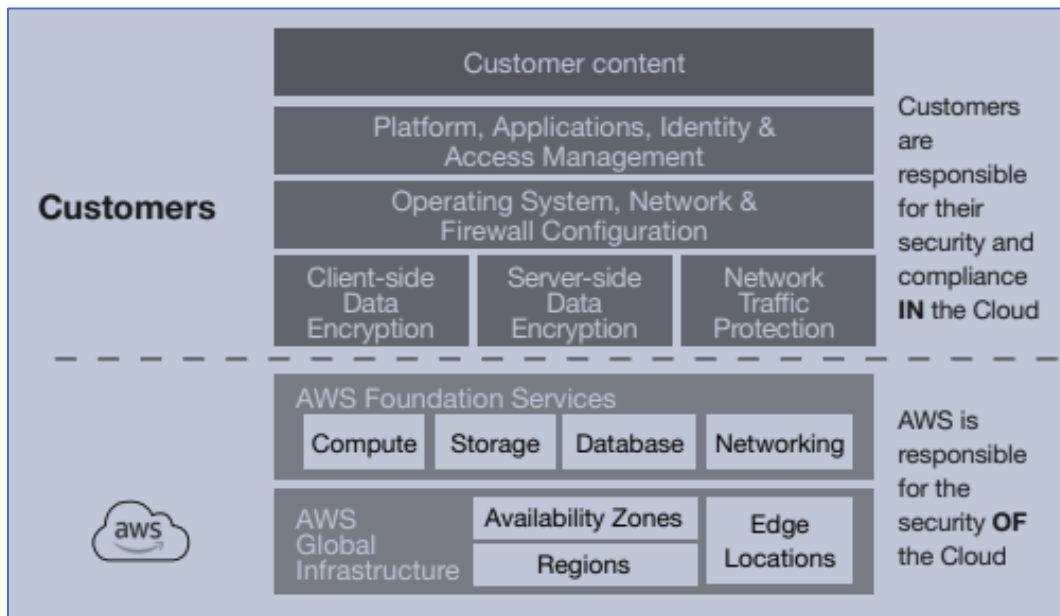 Customer content
Platform, Applications, Identity &
Access Management
Customers
Operating System, Network &
Firewall Configuration
Client-side
Data
Encryption
Server-side
Data
Encryption
Network
Traffic
Protection
Customers
are
responsible
for their
security and
compliance
IN the Cloud
AWS Foundation Services
Compute
Storage
Database
Networking
aws
AWS
Global
Infrastructure
Availability Zones
Regions
Edge
Locations
AWS is
responsible
for the
security OF
the Cloud